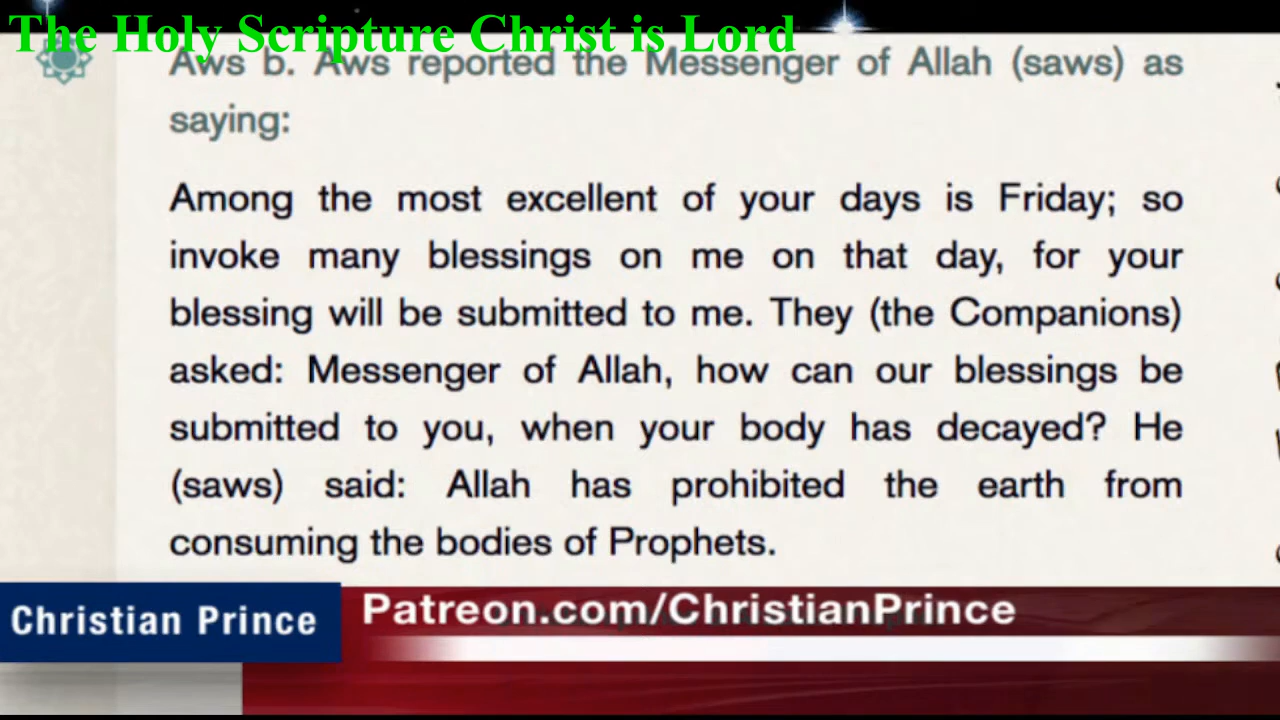 The Holy Scripture Christ is Lord
Aws b. Aws reported the Messenger of Allah (saws) as
saying:
Among the most excellent of your days is Friday; so
invoke many blessings on me on that day, for your
blessing will be submitted to me. They (the Companions)
asked: Messenger of Allah, how can our blessings be
submitted to you, when your body has decayed? He
(saws) said: Allah has prohibited the earth from
consuming the bodies of Prophets.
Christian Prince
Patreon.com/ChristianPrince